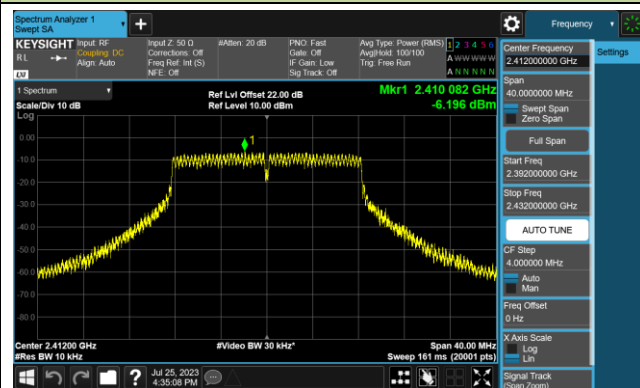 Spectrum Analyzer 1
Swept SA
+
Frequency
KEYSIGHT
RL
LXI
Input: RF
Coupling: DC
Align: Auto
Input Z: 50 Ω
Corrections: Off
Freq Ref: Int (S)
NFE: Off
#Atten: 20 dB
PNO: Fast
Gate: Off
IF Gain: Low
Sig Track: Off
Avg Type: Power (RMS)
Avg|Hold: 100/100
Trig: Free Run
1 2 3 4 5 6
A W W W W W
A N N N N N
1 Spectrum
Scale/Div 10 dB
Log
Ref Lvl Offset 22.00 dB
Ref Level 10.00 dBm
Mkr1 2.410 082 GHz
-6.196 dBm
1
0.00
-10.0
-20.0
-30.0
-40.0
-50.0
-60.0
-70.0
-80.0
Center 2.41200 GHz
#Res BW 10 kHz
#Video BW 30 kHz*
Span 40.00 MHz
Sweep 161 ms (20001 pts)
?
Jul 25, 2023
4:35:08 PM
Center Frequency
2.412000000 GHz
Settings
Span
40.0000000 MHz
Swept Span
Zero Span
Full Span
Start Freq
2.392000000 GHz
Stop Freq
2.432000000 GHz
AUTO TUNE
CF Step
4.000000 MHz
Auto
Man
Freq Offset
0 Hz
X Axis Scale
Log
Lin
Signal Track
(Span Zoom)